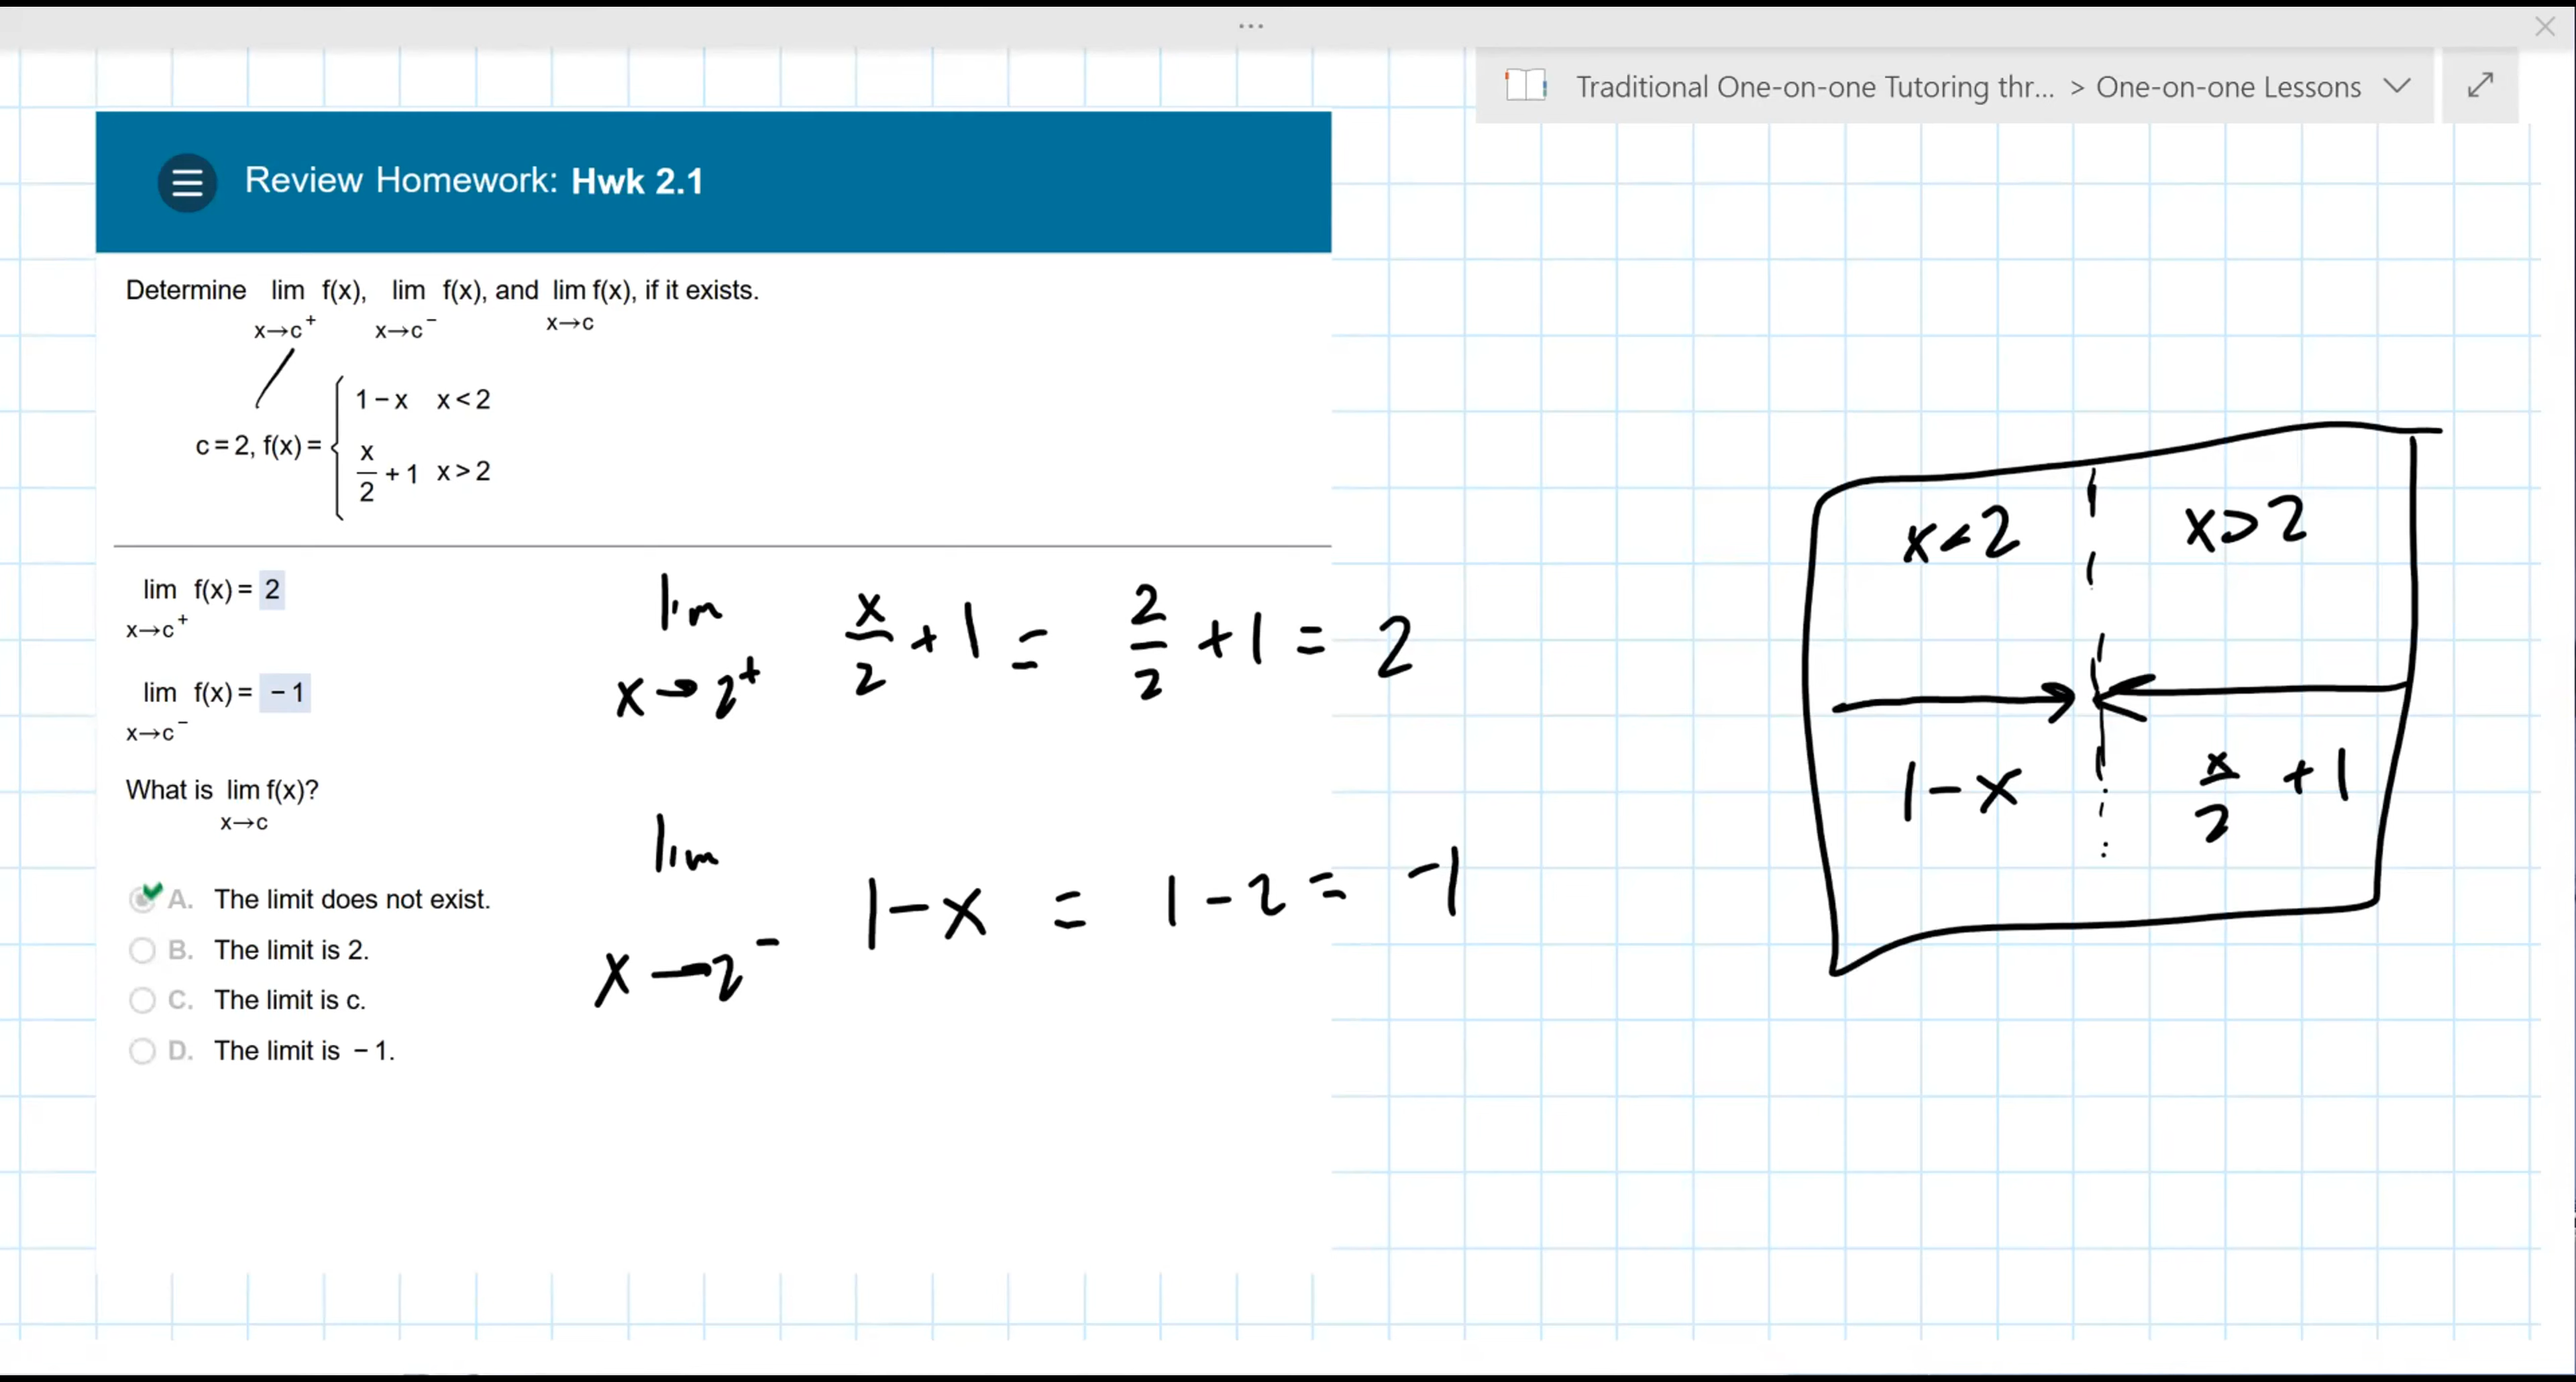 ...
Traditional One-on-one Tutoring thr... > One-on-one Lessons
Review Homework: Hwk 2.1
Determine lim f(x), lim f(x), and lim f(x), if it exists.
x→c⁺ x→c⁻ x→c
1 − x x < 2
c = 2, f(x) =
x
2
+ 1 x > 2
lim f(x) = 2
x→c⁺
lim f(x) = − 1
x→c⁻
What is lim f(x)?
x→c
A. The limit does not exist.
B. The limit is 2.
C. The limit is c.
D. The limit is − 1.
lim x/2 + 1 = 2/2 + 1 = 2
x→2⁺
lim 1 − x = 1 − 2 = −1
x→2⁻
x < 2 x > 2
1 − x x/2 + 1